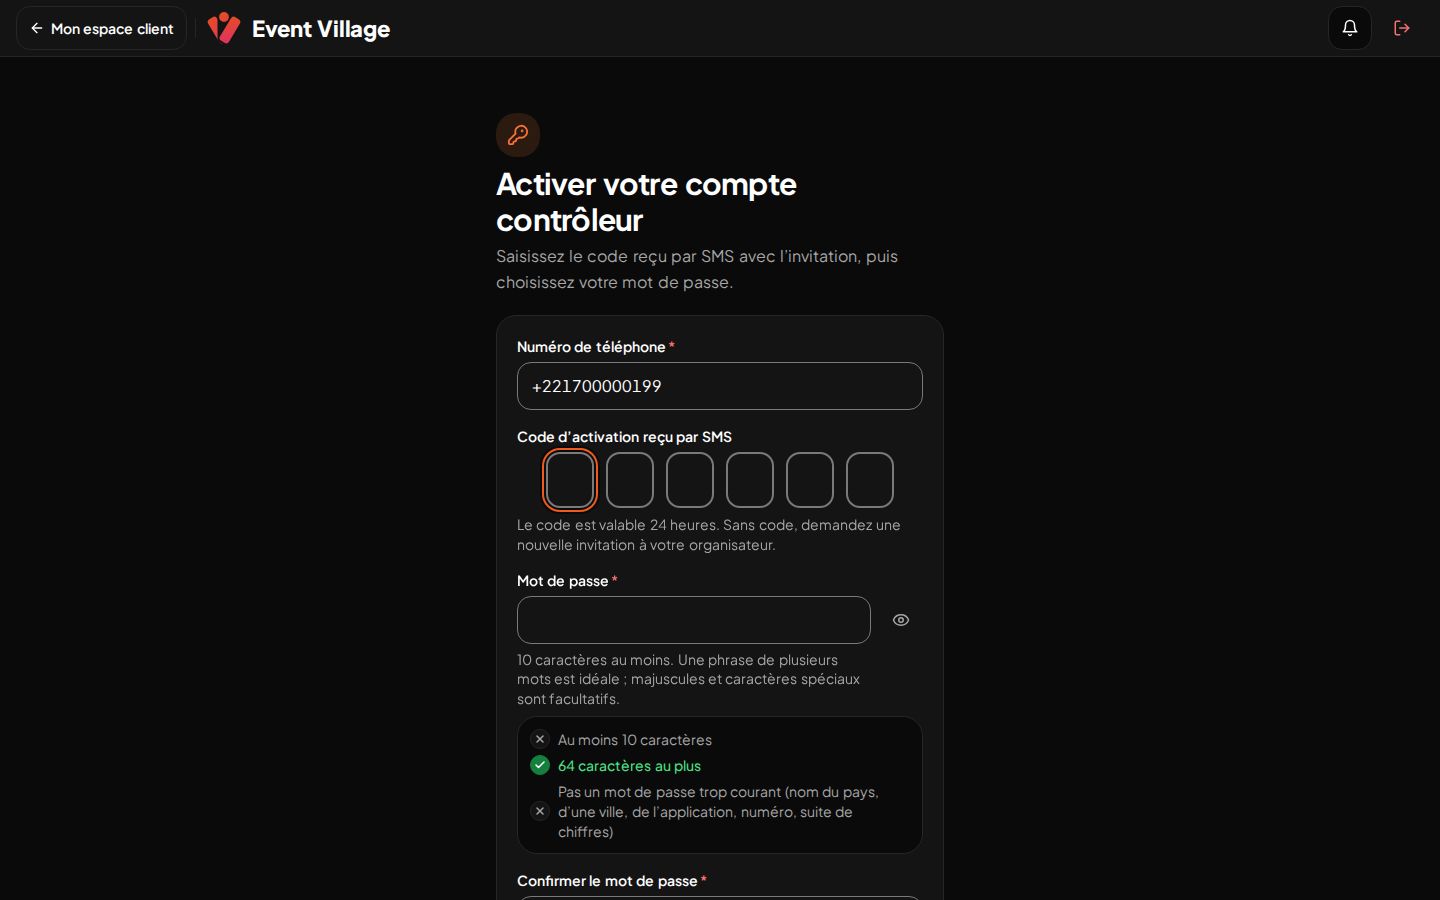 Mon espace client
Event Village
Activer votre compte
contrôleur
Saisissez le code reçu par SMS avec l’invitation, puis
choisissez votre mot de passe.
Numéro de téléphone *
+221700000199
Code d’activation reçu par SMS
Le code est valable 24 heures. Sans code, demandez une
nouvelle invitation à votre organisateur.
Mot de passe *
10 caractères au moins. Une phrase de plusieurs
mots est idéale ; majuscules et caractères spéciaux
sont facultatifs.
Au moins 10 caractères
64 caractères au plus
Pas un mot de passe trop courant (nom du pays,
d’une ville, de l’application, numéro, suite de
chiffres)
Confirmer le mot de passe *